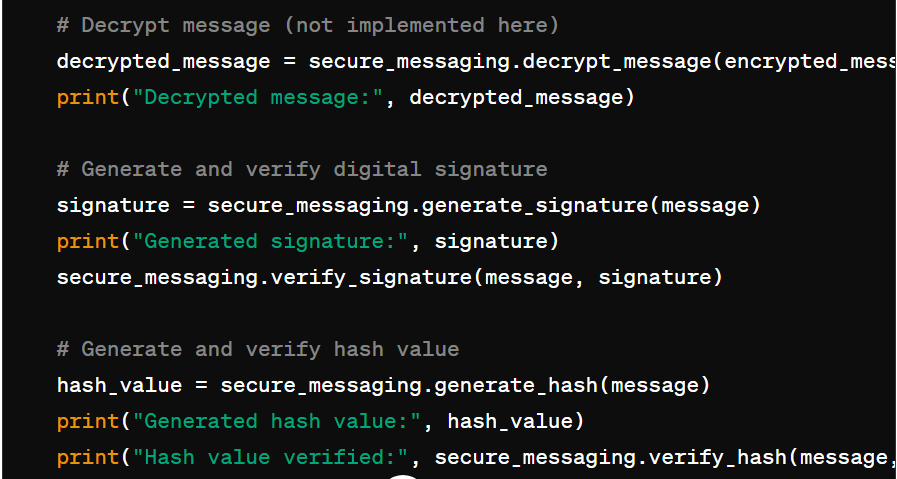 # Decrypt message (not implemented here)
decrypted_message = secure_messaging.decrypt_message(encrypted_mess
print("Decrypted message:", decrypted_message)
# Generate and verify digital signature
signature = secure_messaging.generate_signature(message)
print("Generated signature:", signature)
secure_messaging.verify_signature(message, signature)
# Generate and verify hash value
hash_value = secure_messaging.generate_hash(message)
print("Generated hash value:", hash_value)
print("Hash value verified:", secure_messaging.verify_hash(message,